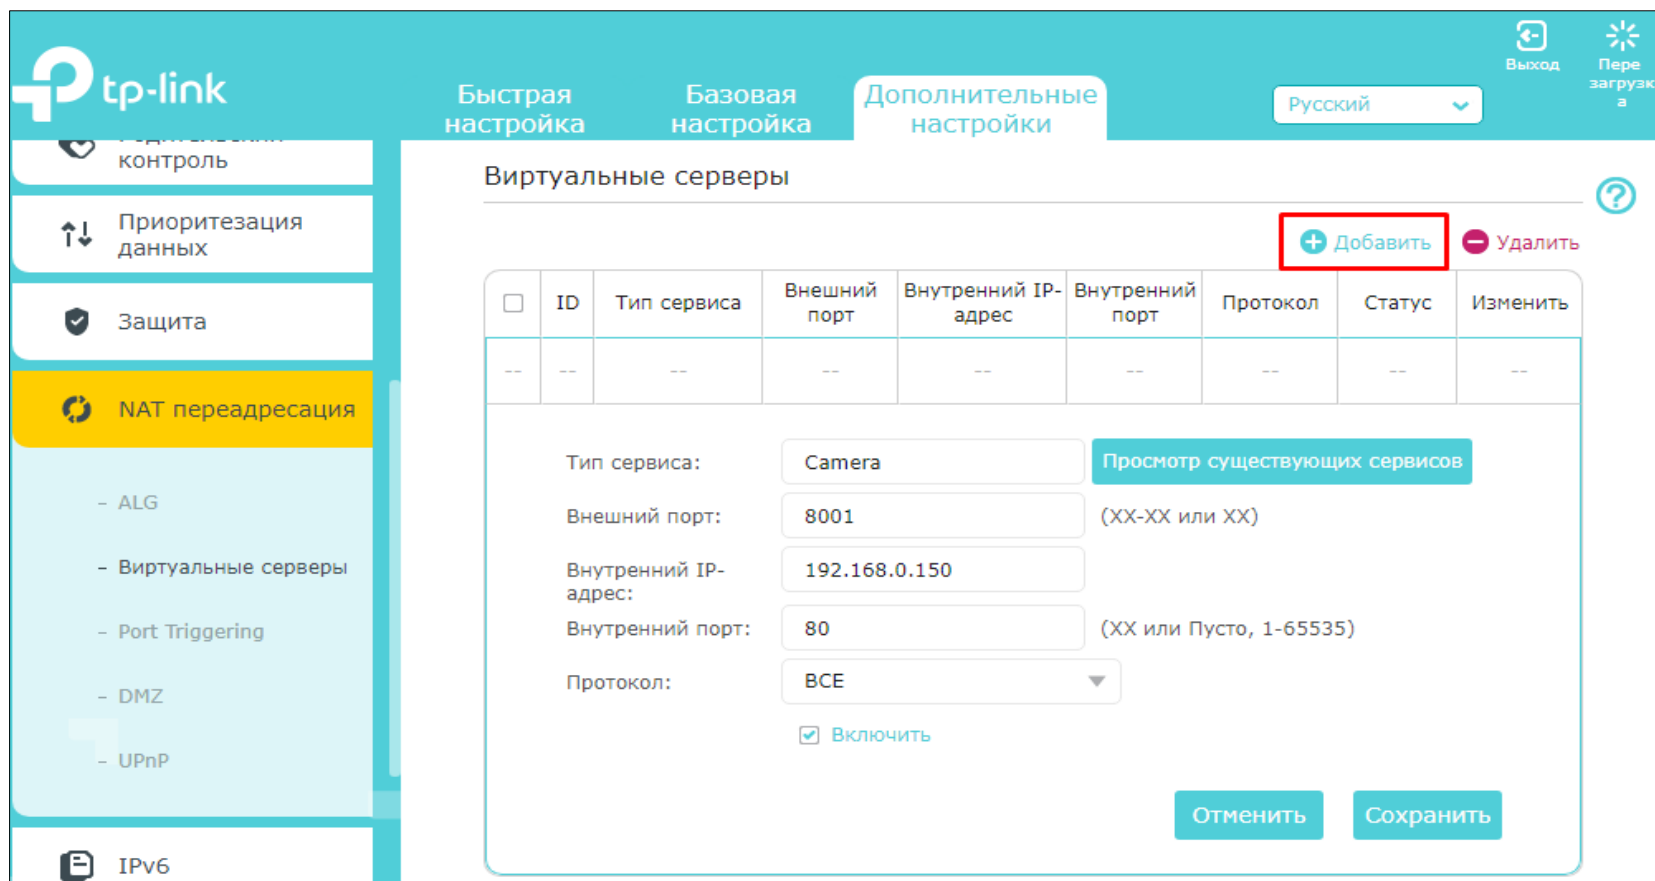 Выход
Пере
загрузк
а
tp-link
Быстрая
настройка
Базовая
настройка
Дополнительные
настройки
Русский
контроль
Приоритезация
данных
Защита
NAT переадресация
– ALG
– Виртуальные серверы
– Port Triggering
– DMZ
– UPnP
IPv6
Виртуальные серверы
Добавить
Удалить
ID
Тип сервиса
Внешний
порт
Внутренний IP-
адрес
Внутренний
порт
Протокол
Статус
Изменить
-- -- -- -- -- -- -- -- --
Тип сервиса: Camera Просмотр существующих сервисов
Внешний порт: 8001 (XX-XX или XX)
Внутренний IP- 192.168.0.150
адрес:
Внутренний порт: 80 (XX или Пусто, 1-65535)
Протокол: ВСЕ
Включить
Отменить Сохранить